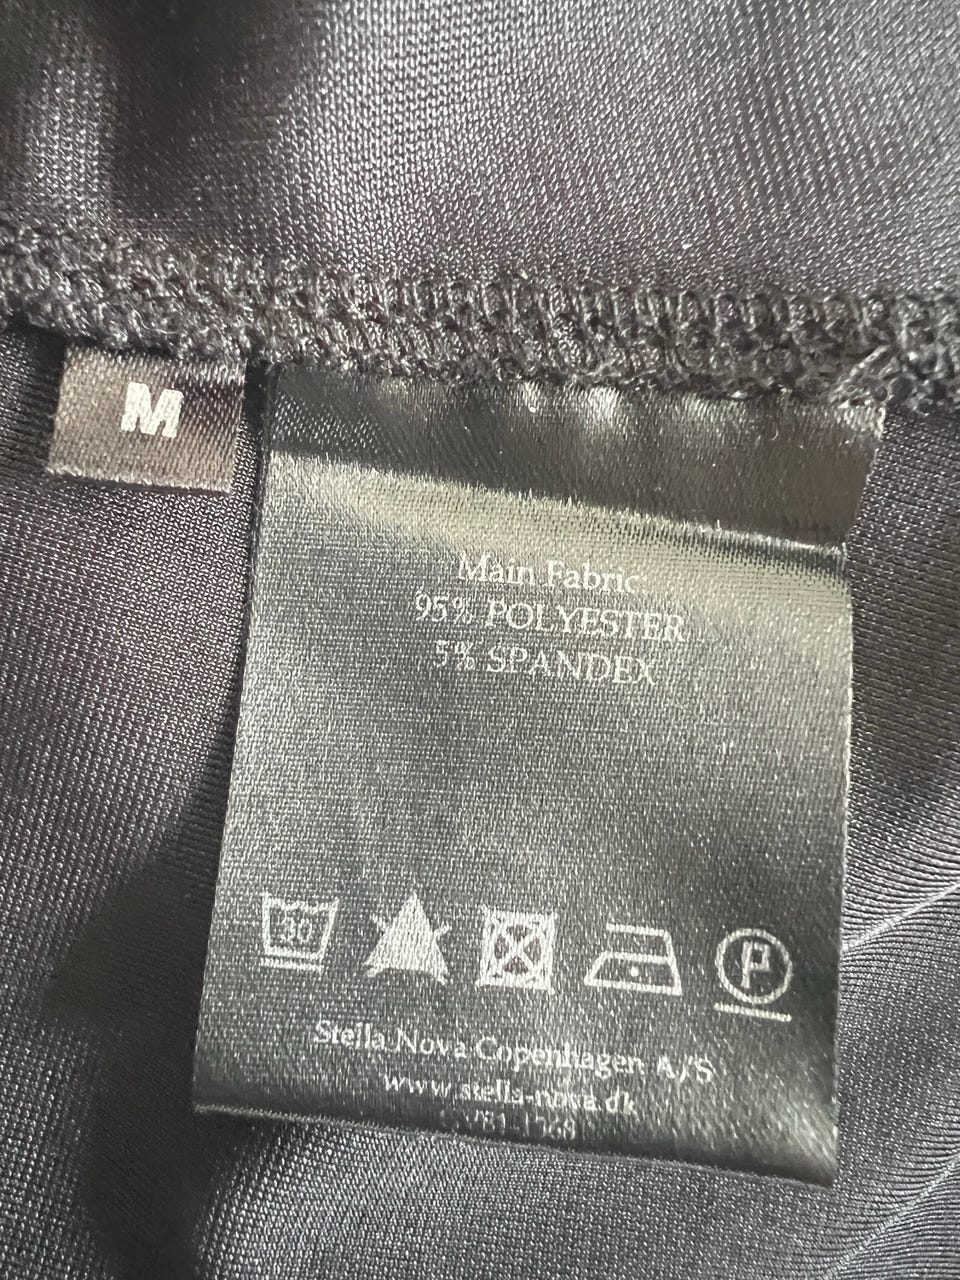 M
Main Fabric:
95% POLYESTER
5% SPANDEX
30
P
Stella Nova Copenhagen A/S
www.stella-nova.dk